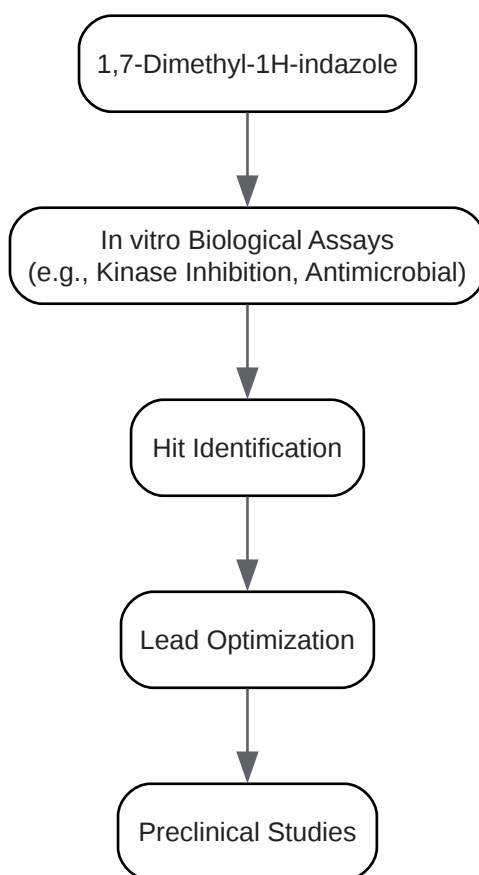 1,7-Dimethyl-1H-indazole
In vitro Biological Assays
(e.g., Kinase Inhibition, Antimicrobial)
Hit Identification
Lead Optimization
Preclinical Studies